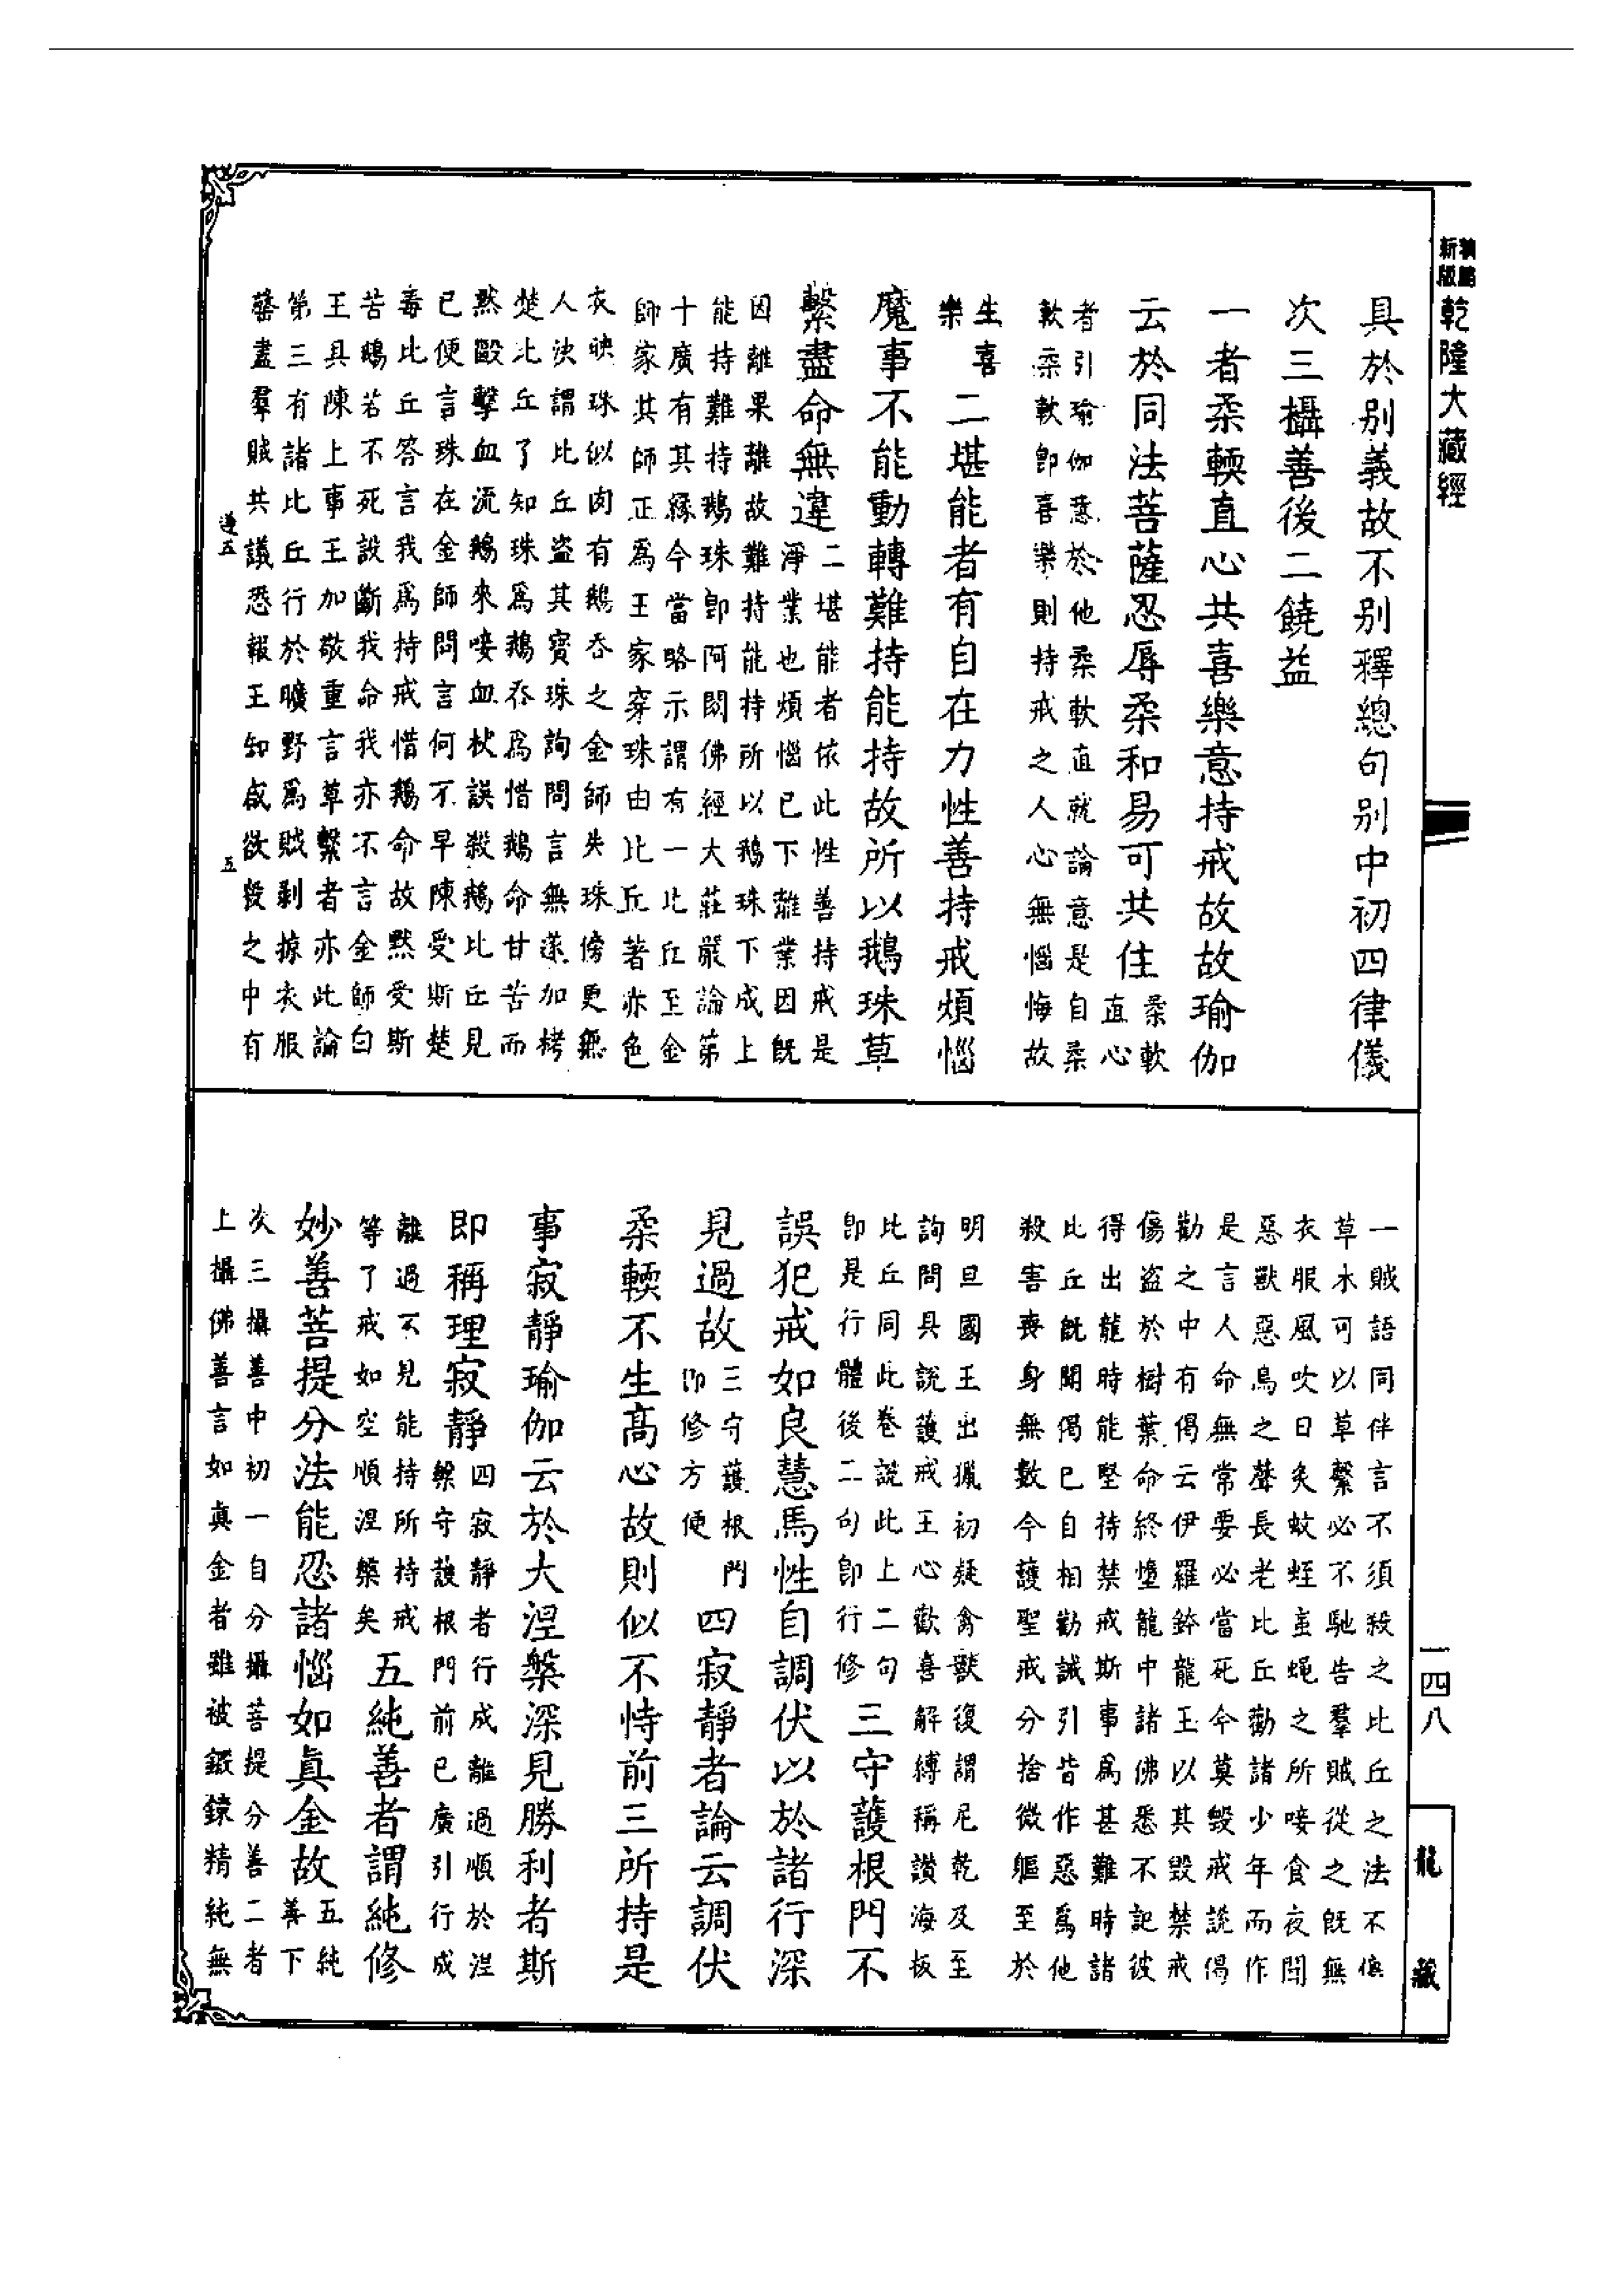 精鵰
新版
乾隆大藏經
具於别義故不别釋總句别中初四律儀
次三攝善後二饒益
一者柔輭直心共喜樂意持戒故故瑜伽
云於同法菩薩忍辱柔和易可共住柔軟
直心
者引瑜伽意於他柔軟直就論意是自柔
軟柔軟即喜樂則持戒之人心無惱悔故
生喜
樂 二堪能者有自在力性善持戒煩惱
魔事不能動轉難持能持故所以鵝珠草
繫盡命無違二堪能者依此性善持戒是
淨業也煩惱已下離業因既
因離果離故難持能持所以鵝珠下成上
能持難持鵝珠即阿閦佛經大莊嚴論第
十廣有其緣今當略示謂有一比丘至金
師家其師正爲王家穿珠由比丘著赤色
衣映珠似肉有鵝吞之金師失珠傍更無
人決謂比丘盜其寶珠詢問言無遂加栲
楚比丘了知珠爲鵝吞爲惜鵝命甘苦而
默毆擊血流鵝來唼血杖誤殺鵝比丘見
已便言珠在金師問言何不早陳受斯楚
毒比丘答言我爲持戒惜鵝命故默受斯
苦鵝若不死設斷我命我亦不言金師白
王具陳上事王加敬重言草繫者亦此論
第三有諸比丘行於曠野爲賊剝掠衣服
罄盡羣賊共議恐報王知咸欲殺之中有
遵五
五
一賊語同伴言不須殺之比丘之法不傷
草木可以草繫必不馳告羣賊從之既無
衣服風吹日炙蚊蛭䖟蠅之所唼食夜聞
惡獸惡鳥之聲長老比丘勸諸少年而作
是言人命無常要必當死今莫毀戒說偈
勸之中有偈云伊羅鉢龍王以其毀禁戒
傷盜於樹葉命終墮龍中諸佛悉不記彼
得出龍時能堅持禁戒斯事爲甚難時諸
比丘既聞偈已自相勸誡引昔作惡爲他
殺害喪身無數今護聖戒分捨微軀至於
明旦國王出獵初疑禽獸復謂尼乾及至
詢問具說護戒王心歡喜解縛稱讚海板
比丘同此此卷說此上二句
即是行體後二句即行修 三守護根門不
誤犯戒如良慧馬性自調伏以於諸行深
見過故三守護根門
即修方便 四寂靜者論云調伏
柔輭不生髙心故則似不恃前三所持是
事寂靜瑜伽云於大涅槃深見勝利者斯
即稱理寂靜四寂靜者行成離過順於涅
槃守護根門前已廣引行成
離過不見能持所持戒
等了戒如空順涅槃矣 五純善者謂純修
妙善菩提分法能忍諸惱如真金故五純
善下
次三攝善中初一自分攝菩提分善二者
上攝佛善言如真金者雖被鍛鍊精純無
一四八
龍
藏